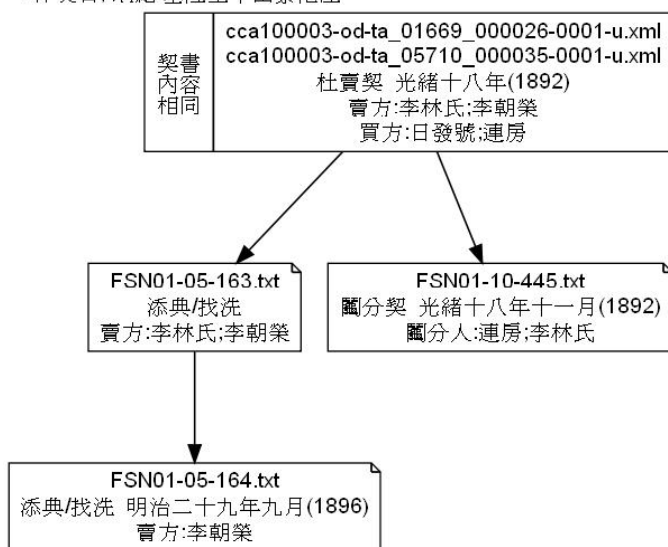 契書
內容
相同
cca100003-od-ta_01669_000026-0001-u.xml
cca100003-od-ta_05710_000035-0001-u.xml
杜賣契 光緒十八年(1892)
賣方:李林氏;李朝榮
買方:日發號;連房
FSN01-05-163.txt
添典/找洗
賣方:李林氏;李朝榮
FSN01-10-445.txt
鬮分契 光緒十八年十一月(1892)
鬮分人:連房;李林氏
FSN01-05-164.txt
添典/找洗 明治二十九年九月(1896)
賣方:李朝榮